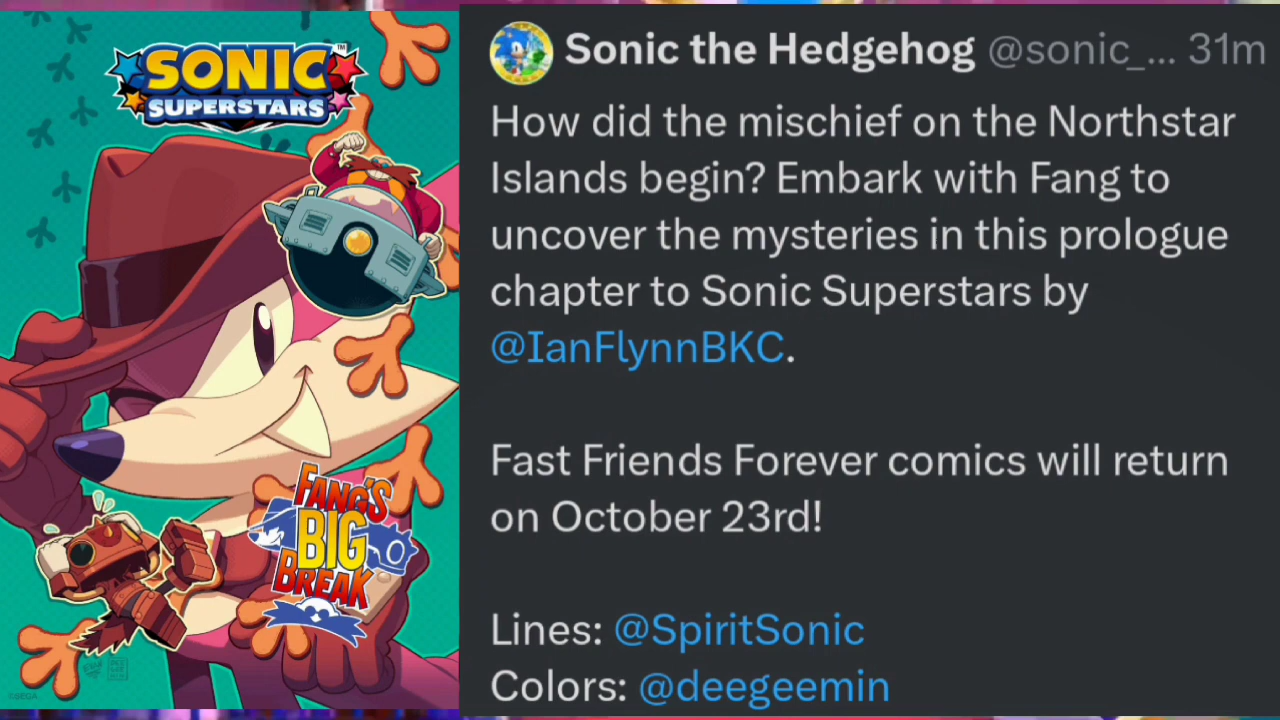 SONIC
SUPERSTARS
TM
FANG'S
BIG
BREAK
©SEGA
Sonic the Hedgehog @sonic_... 31m
How did the mischief on the Northstar
Islands begin? Embark with Fang to
uncover the mysteries in this prologue
chapter to Sonic Superstars by
@IanFlynnBKC.
Fast Friends Forever comics will return
on October 23rd!
Lines: @SpiritSonic
Colors: @deegeemin